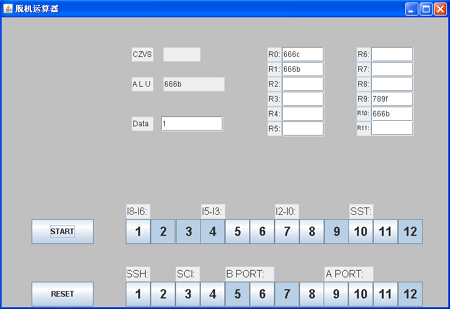 脱机运算器
CZVS
R0: 666c
R6:
R1: 666b
R7:
A L U 666b
R2:
R8:
R3:
R9: 789f
R4:
R10: 666b
Data 1
R5:
R11:
I8-I6: I5-I3: I2-I0: SST:
START 1 2 3 4 5 6 7 8 9 10 11 12
SSH: SCI: B PORT: A PORT:
RESET 1 2 3 4 5 6 7 8 9 10 11 12